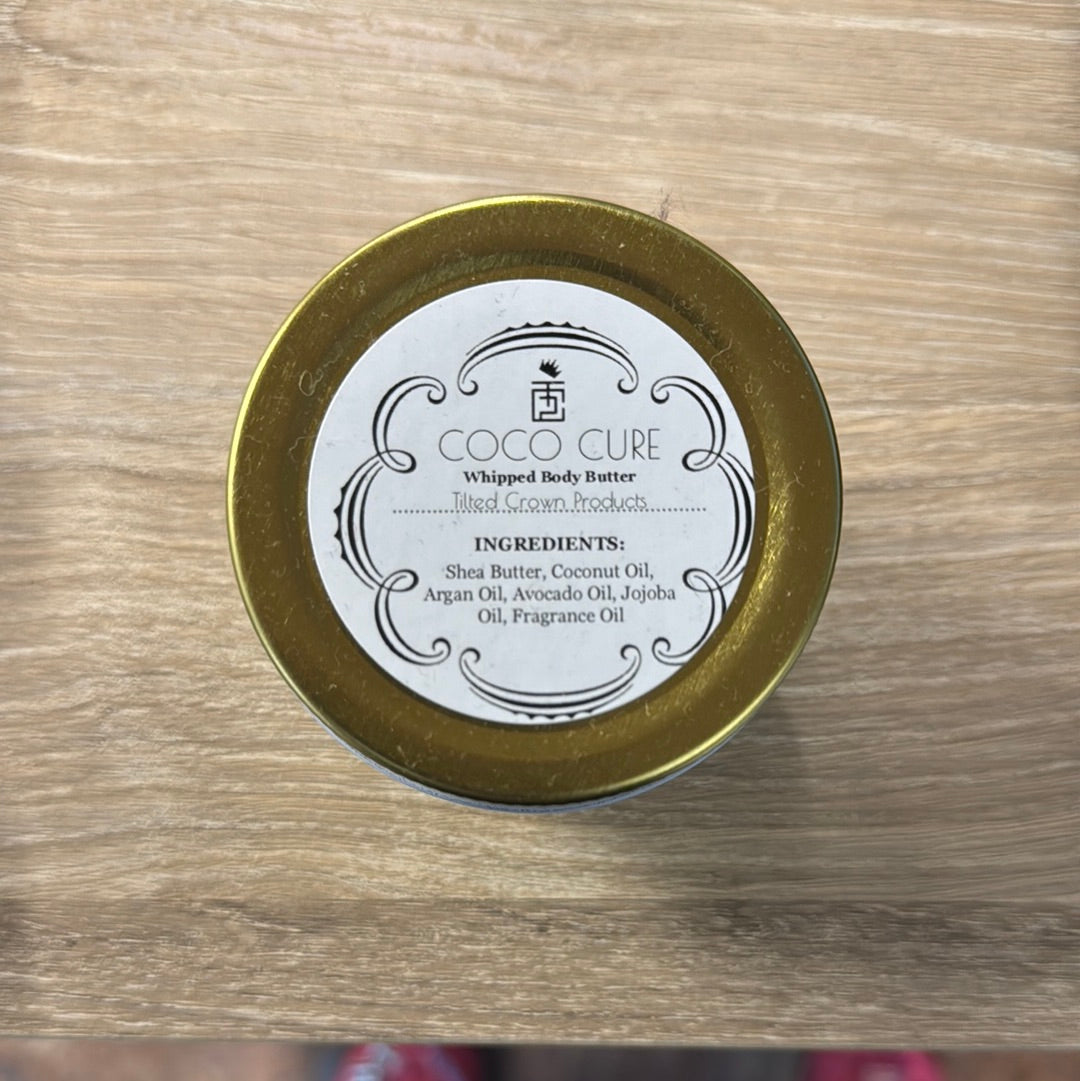 COCO CURE
Whipped Body Butter
Tilted Crown Products
INGREDIENTS:
Shea Butter, Coconut Oil,
Argan Oil, Avocado Oil, Jojoba
Oil, Fragrance Oil